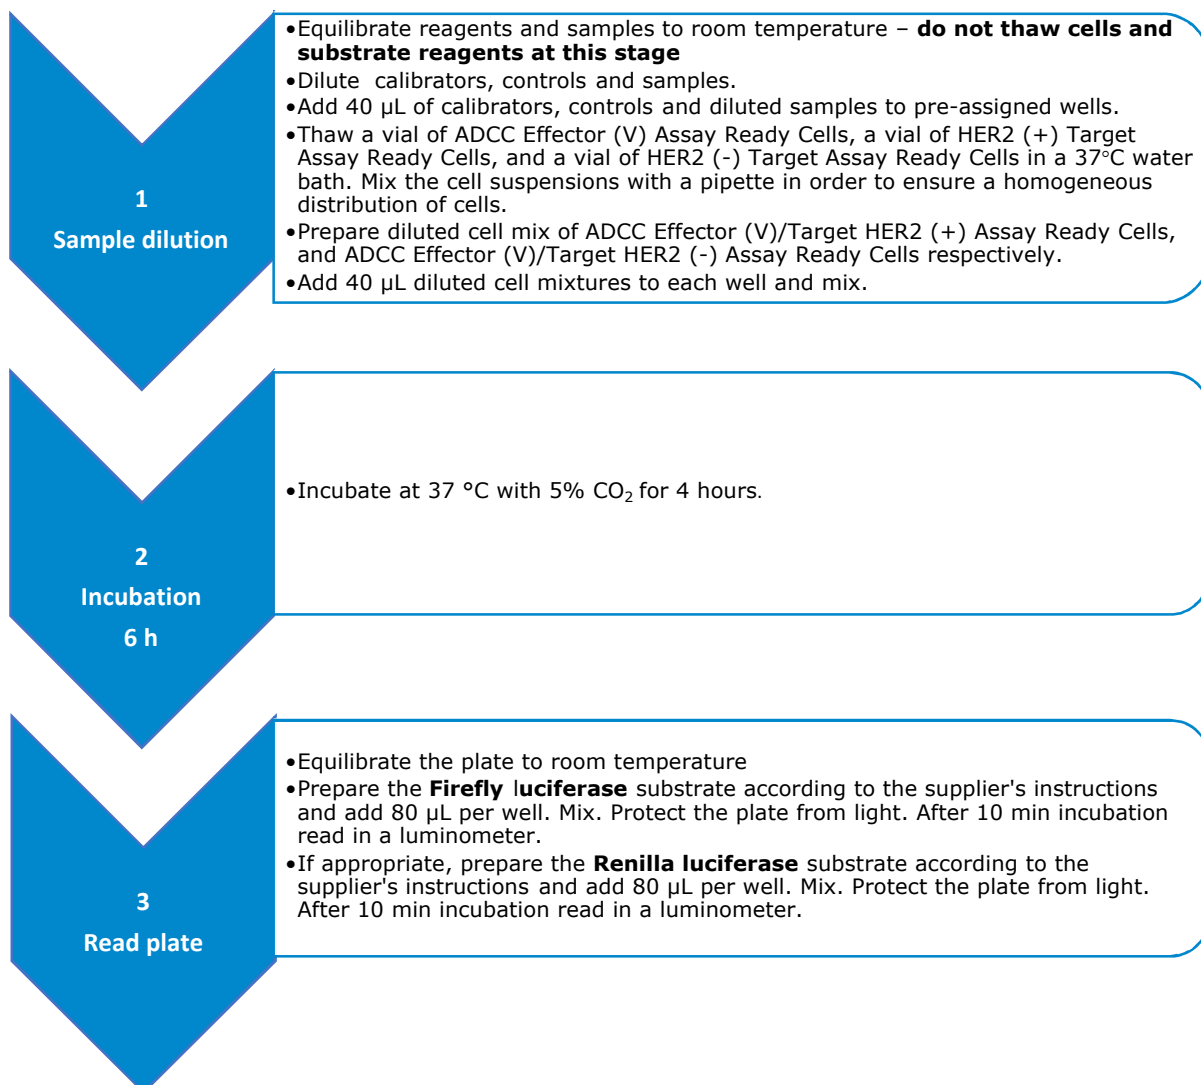 1
Sample dilution
•Equilibrate reagents and samples to room temperature – do not thaw cells and
substrate reagents at this stage
•Dilute  calibrators, controls and samples.
•Add 40 µL of calibrators, controls and diluted samples to pre-assigned wells.
•Thaw a vial of ADCC Effector (V) Assay Ready Cells, a vial of HER2 (+) Target
Assay Ready Cells, and a vial of HER2 (-) Target Assay Ready Cells in a 37°C water
bath. Mix the cell suspensions with a pipette in order to ensure a homogeneous
distribution of cells.
•Prepare diluted cell mix of ADCC Effector (V)/Target HER2 (+) Assay Ready Cells,
and ADCC Effector (V)/Target HER2 (-) Assay Ready Cells respectively.
•Add 40 µL diluted cell mixtures to each well and mix.
2
Incubation
6 h
•Incubate at 37 °C with 5% CO₂ for 4 hours.
3
Read plate
•Equilibrate the plate to room temperature
•Prepare the Firefly luciferase substrate according to the supplier's instructions
and add 80 µL per well. Mix. Protect the plate from light. After 10 min incubation
read in a luminometer.
•If appropriate, prepare the Renilla luciferase substrate according to the
supplier's instructions and add 80 µL per well. Mix. Protect the plate from light.
After 10 min incubation read in a luminometer.